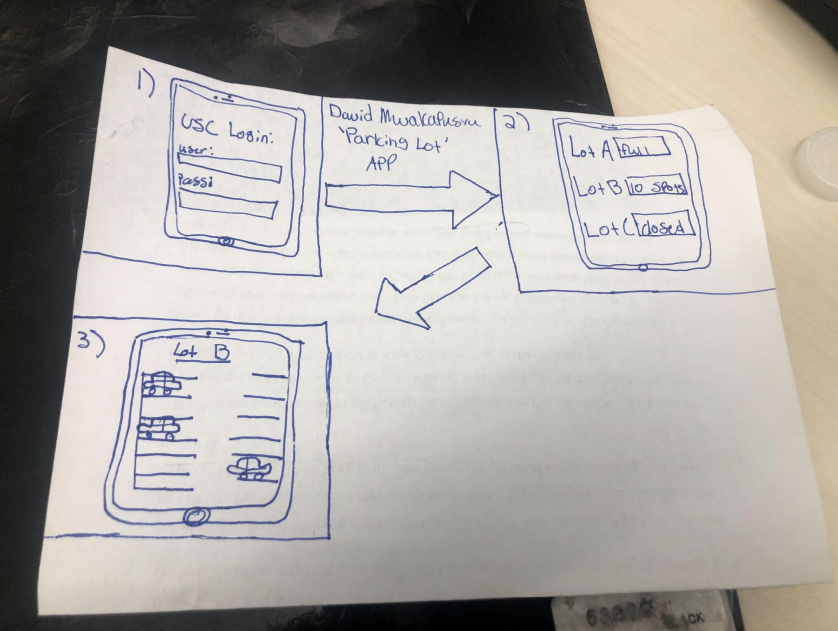 1)
USC Login:
user:
Pass:
David
'Parking Lot'
APP
2)
Lot A full
Lot B 10 spots
Lot C closed
3)
Lot B
OK